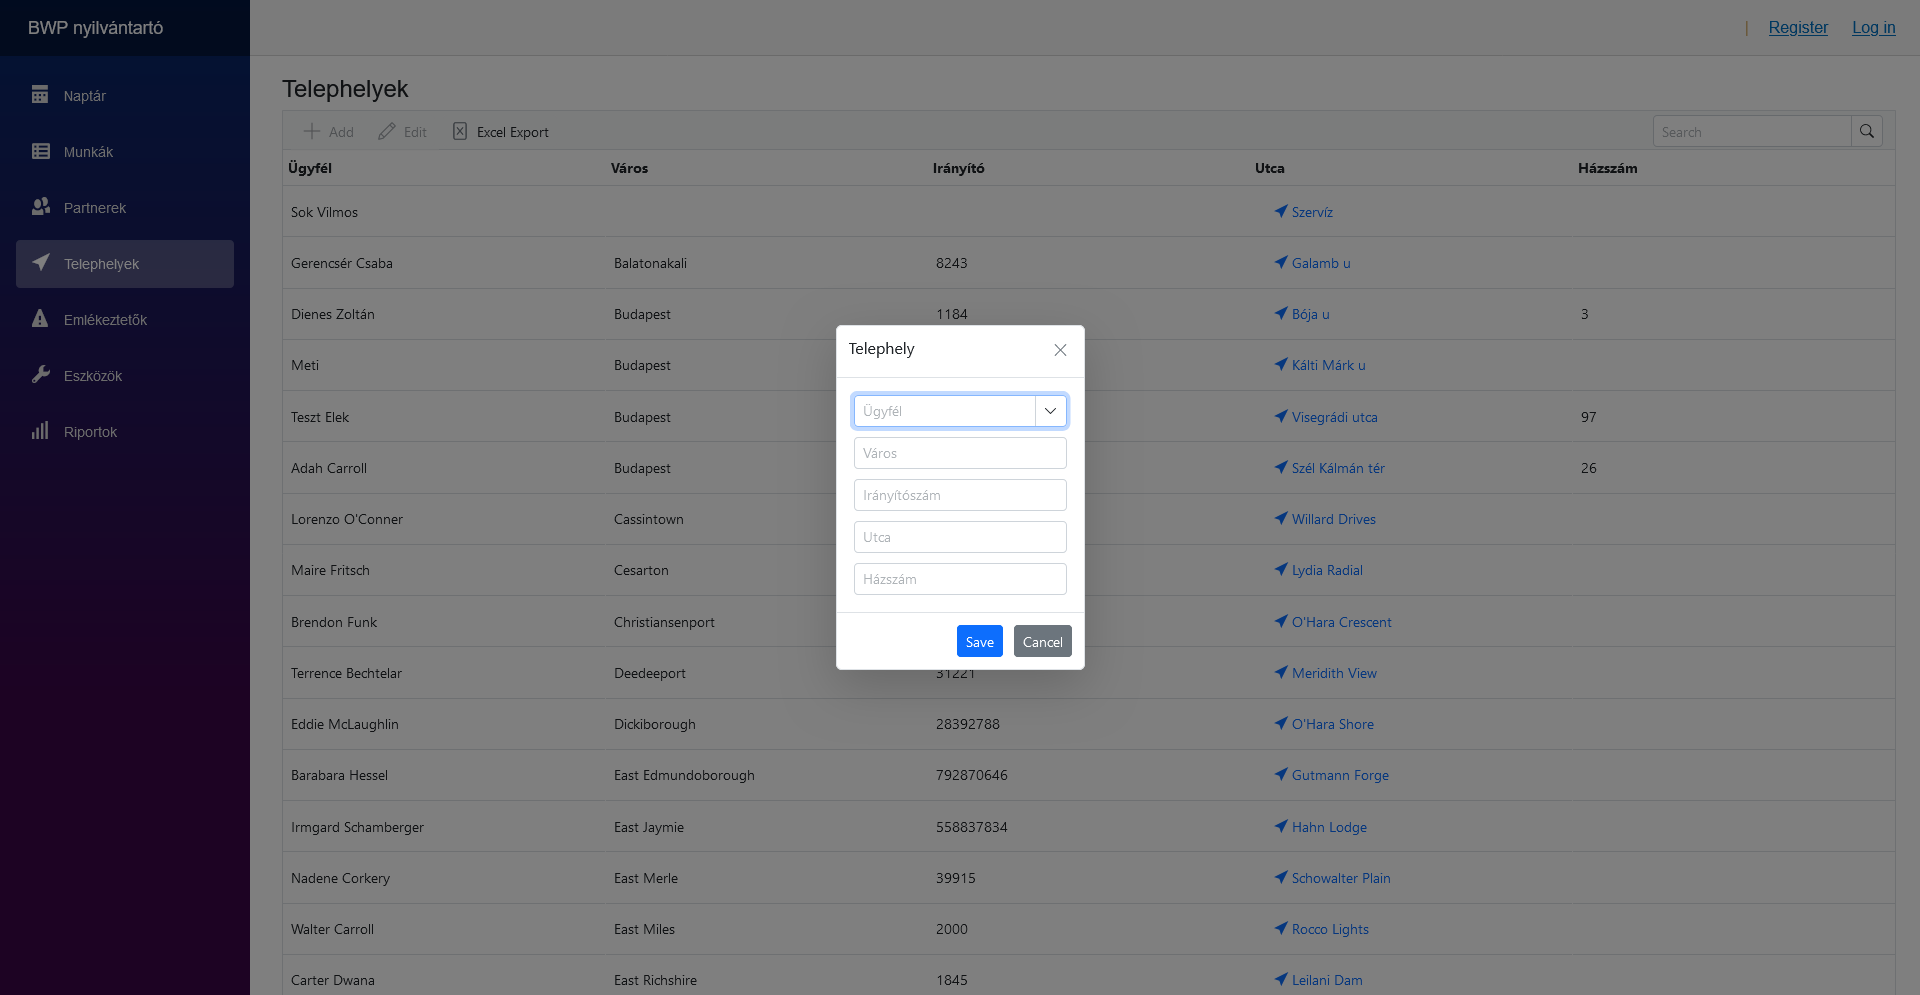 BWP nyilvántartó
| Register Log in
Naptár
Munkák
Partnerek
Telephelyek
Emlékeztetők
Eszközök
Riportok
Telephelyek
Add Edit Excel Export Search
Ügyfél Város Irányító Utca Házszám
Sok Vilmos Szervíz
Gerencsér Csaba Balatonakali 8243 Galamb u
Dienes Zoltán Budapest 1184 Bója u 3
Meti Budapest Kálti Márk u
Teszt Elek Budapest Visegrádi utca 97
Adah Carroll Budapest Szél Kálmán tér 26
Lorenzo O'Conner Cassintown Willard Drives
Maire Fritsch Cesarton Lydia Radial
Brendon Funk Christiansenport O'Hara Crescent
Terrence Bechtelar Deedeeport 31221 Meridith View
Eddie McLaughlin Dickiborough 28392788 O'Hara Shore
Barabara Hessel East Edmundoborough 792870646 Gutmann Forge
Irmgard Schamberger East Jaymie 558837834 Hahn Lodge
Nadene Corkery East Merle 39915 Schowalter Plain
Walter Carroll East Miles 2000 Rocco Lights
Carter Dwana East Richshire 1845 Leilani Dam
Telephely
Ügyfél
Város
Irányítószám
Utca
Házszám
Save Cancel